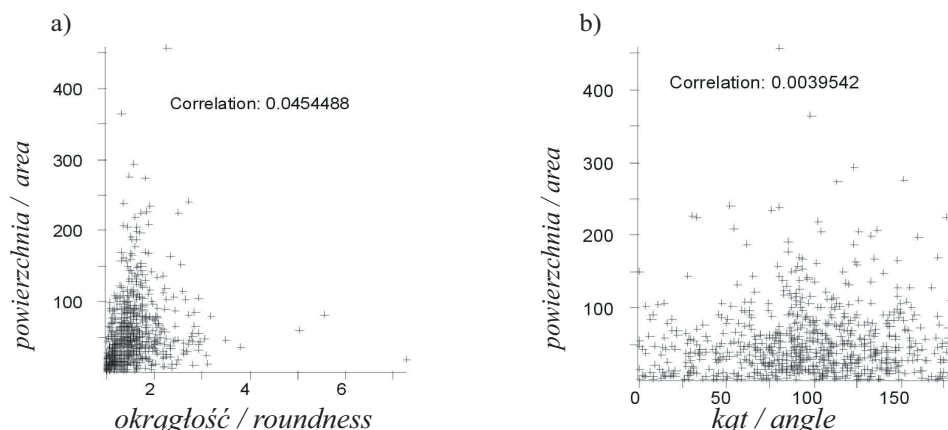 a)
400
300
200
100
2
4
6
Correlation: 0.0454488
powierzchnia / area
okrągłość / roundness
b)
400
300
200
100
0
50
100
150
Correlation: 0.0039542
powierzchnia / area
kąt / angle